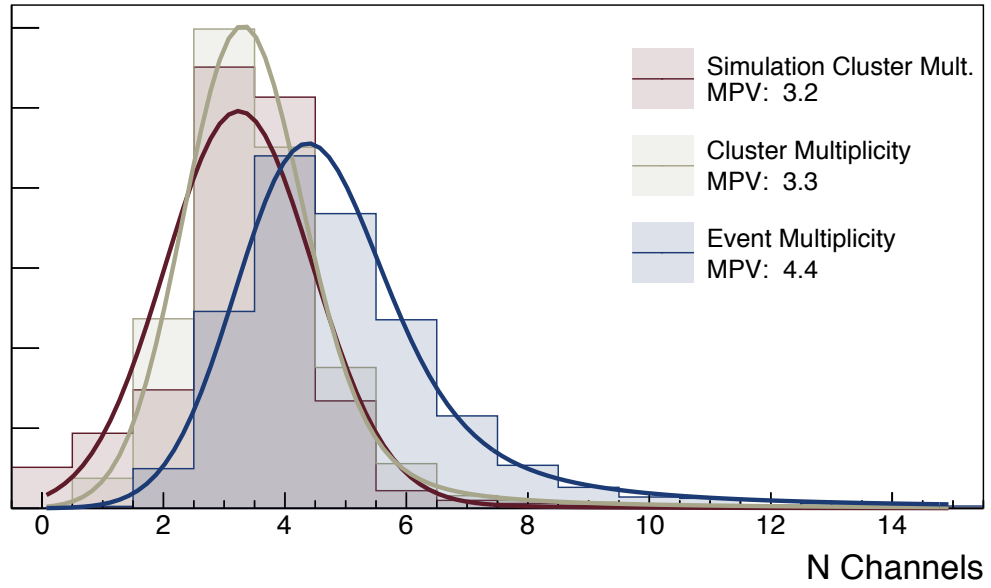 Simulation Cluster Mult.
MPV: 3.2
Cluster Multiplicity
MPV: 3.3
Event Multiplicity
MPV: 4.4
0 2 4 6 8 10 12 14
N Channels